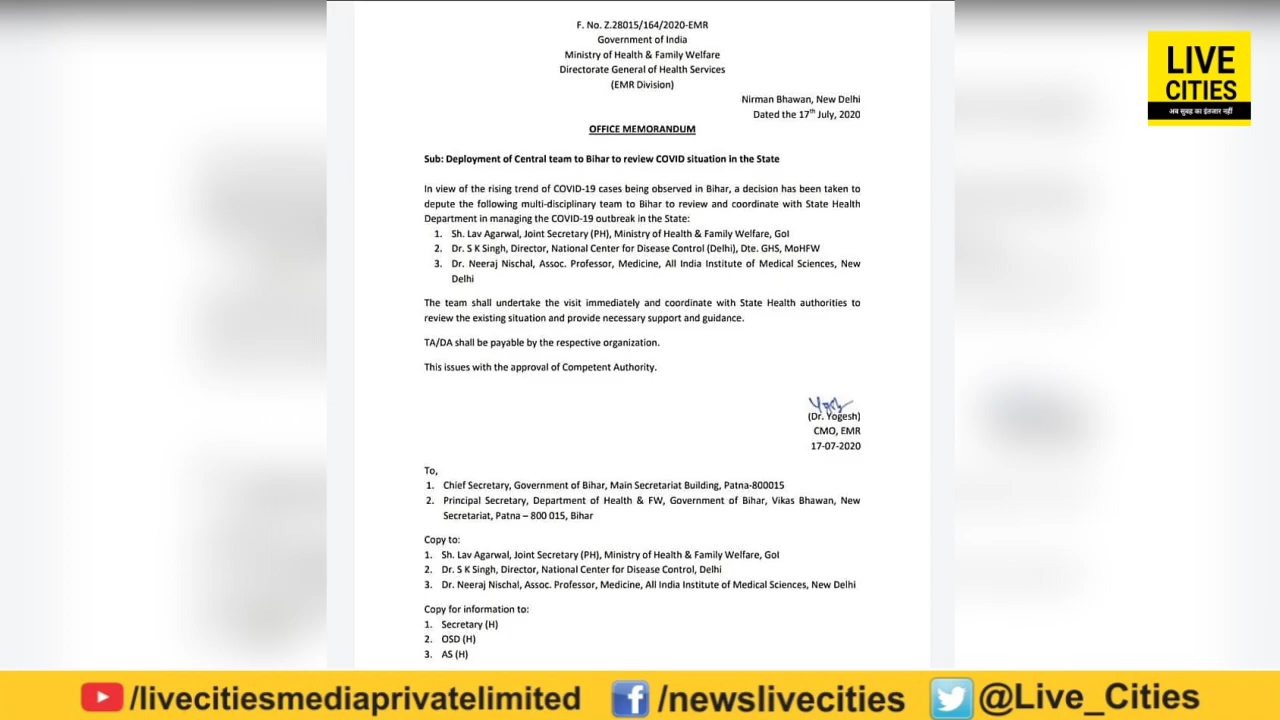 F. No. Z.28015/164/2020-EMR
Government of India
Ministry of Health & Family Welfare
Directorate General of Health Services
(EMR Division)
Nirman Bhawan, New Delhi
Dated the 17th July, 2020
OFFICE MEMORANDUM
Sub: Deployment of Central team to Bihar to review COVID situation in the State
In view of the rising trend of COVID-19 cases being observed in Bihar, a decision has been taken to
depute the following multi-disciplinary team to Bihar to review and coordinate with State Health
Department in managing the COVID-19 outbreak in the State:
1. Sh. Lav Agarwal, Joint Secretary (PH), Ministry of Health & Family Welfare, GoI
2. Dr. S K Singh, Director, National Center for Disease Control (Delhi), Dte. GHS, MoHFW
3. Dr. Neeraj Nischal, Assoc. Professor, Medicine, All India Institute of Medical Sciences, New
Delhi
The team shall undertake the visit immediately and coordinate with State Health authorities to
review the existing situation and provide necessary support and guidance.
TA/DA shall be payable by the respective organization.
This issues with the approval of Competent Authority.
(Dr. Yogesh)
CMO, EMR
17-07-2020
To,
1. Chief Secretary, Government of Bihar, Main Secretariat Building, Patna-800015
2. Principal Secretary, Department of Health & FW, Government of Bihar, Vikas Bhawan, New
Secretariat, Patna – 800 015, Bihar
Copy to:
1. Sh. Lav Agarwal, Joint Secretary (PH), Ministry of Health & Family Welfare, GoI
2. Dr. S K Singh, Director, National Center for Disease Control, Delhi
3. Dr. Neeraj Nischal, Assoc. Professor, Medicine, All India Institute of Medical Sciences, New Delhi
Copy for information to:
1. Secretary (H)
2. OSD (H)
3. AS (H)
LIVE
CITIES
अब सुबह का इंतजार नहीं
/livecitiesmediaprivatelimited
/newslivecities
@Live_Cities